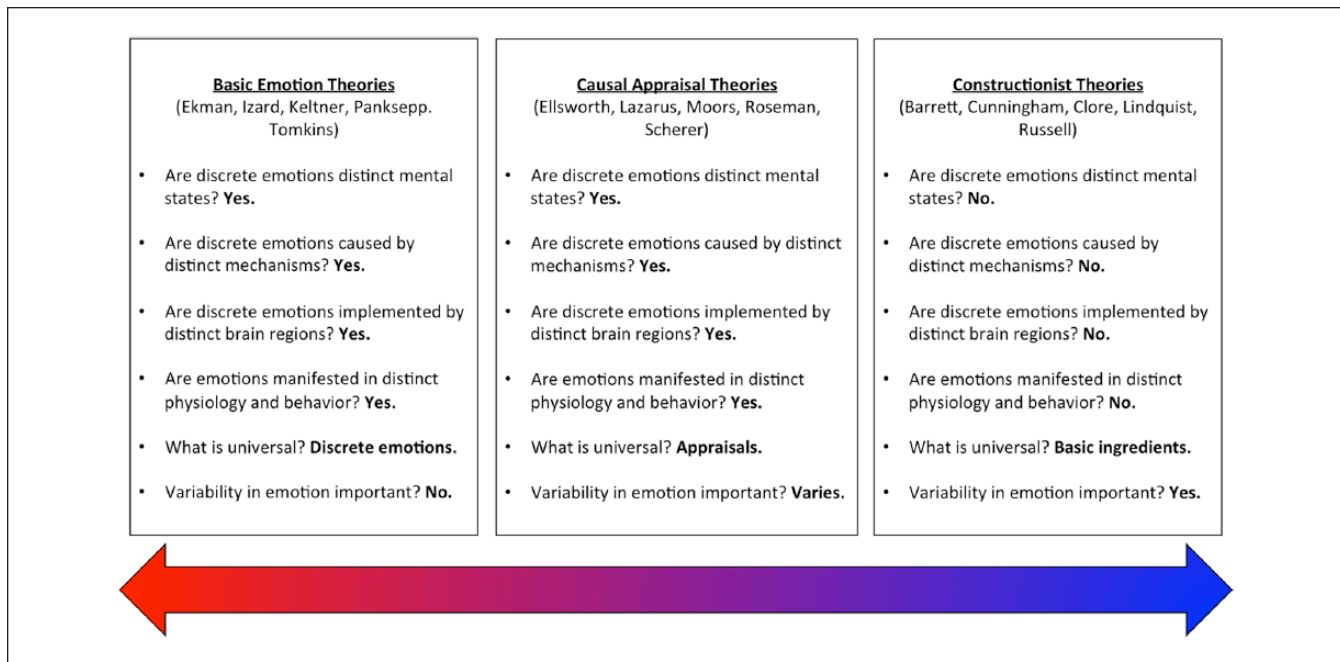 Basic Emotion Theories
(Ekman, Izard, Keltner, Panksepp.
Tomkins)
• Are discrete emotions distinct mental
states? Yes.
• Are discrete emotions caused by
distinct mechanisms? Yes.
• Are discrete emotions implemented by
distinct brain regions? Yes.
• Are emotions manifested in distinct
physiology and behavior? Yes.
• What is universal? Discrete emotions.
• Variability in emotion important? No.
Causal Appraisal Theories
(Ellsworth, Lazarus, Moors, Roseman,
Scherer)
• Are discrete emotions distinct mental
states? Yes.
• Are discrete emotions caused by distinct
mechanisms? Yes.
• Are discrete emotions implemented by
distinct brain regions? Yes.
• Are emotions manifested in distinct
physiology and behavior? Yes.
• What is universal? Appraisals.
• Variability in emotion important? Varies.
Constructionist Theories
(Barrett, Cunningham, Clore, Lindquist,
Russell)
• Are discrete emotions distinct mental
states? No.
• Are discrete emotions caused by
distinct mechanisms? No.
• Are discrete emotions implemented by
distinct brain regions? No.
• Are emotions manifested in distinct
physiology and behavior? No.
• What is universal? Basic ingredients.
• Variability in emotion important? Yes.